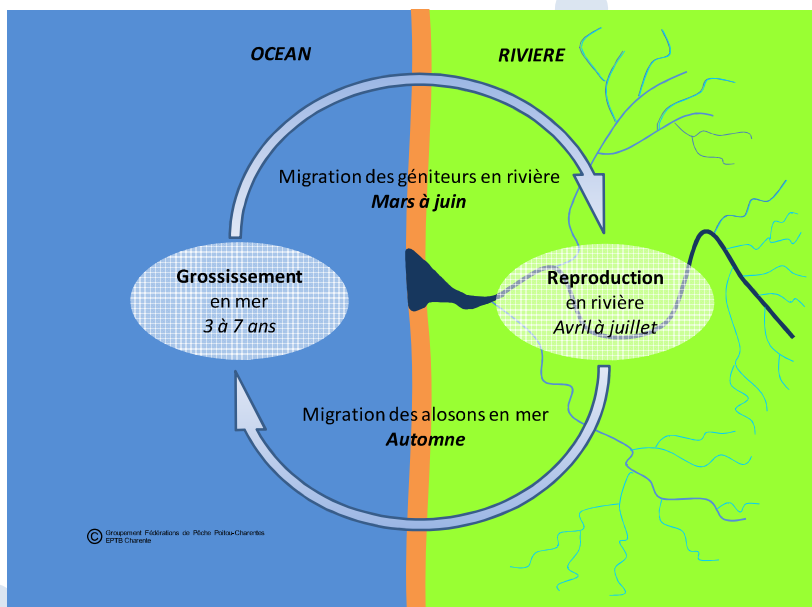 OCEAN
RIVIERE
Migration des géniteurs en rivière
Mars à juin
Grossissement
en mer
3 à 7 ans
Reproduction
en rivière
Avril à juillet
Migration des alosons en mer
Automne
© Groupement Fédérations de Pêche Poitou-Charentes
EPTB Charente